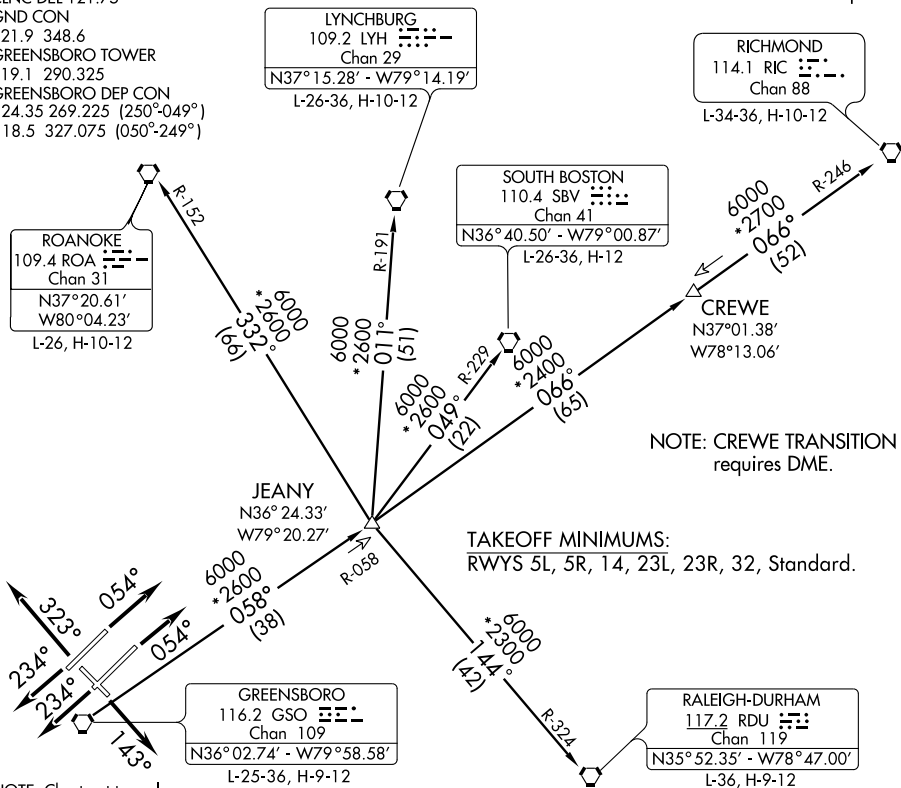 GND CON
21.9 348.6
GREENSBORO TOWER
19.1 290.325
GREENSBORO DEP CON
24.35 269.225 (250°-049°)
18.5 327.075 (050°-249°)
LYNCHBURG
109.2 LYH
Chan 29
N37°15.28' - W79°14.19'
L-26-36, H-10-12
RICHMOND
114.1 RIC
Chan 88
L-34-36, H-10-12
SOUTH BOSTON
110.4 SBV
Chan 41
N36°40.50' - W79°00.87'
L-26-36, H-12
ROANOKE
109.4 ROA
Chan 31
N37°20.61'
W80°04.23'
L-26, H-10-12
R-152
6000
*2600
332°
(66)
R-191
6000
*2600
011°
(51)
R-229
6000
*2600
049°
(22)
6000
*2400
066°
(65)
R-246
6000
*2700
066°
(52)
CREWE
N37°01.38'
W78°13.06'
NOTE: CREWE TRANSITION
requires DME.
JEANY
N36°24.33'
W79°20.27'
R-058
TAKEOFF MINIMUMS:
RWYS 5L, 5R, 14, 23L, 23R, 32, Standard.
6000
*2600
058°
(38)
323°
054°
234°
054°
234°
143°
6000
*2300
144°
(42)
R-324
GREENSBORO
116.2 GSO
Chan 109
N36°02.74' - W79°58.58'
L-25-36, H-9-12
RALEIGH-DURHAM
117.2 RDU
Chan 119
N35°52.35' - W78°47.00'
L-36, H-9-12